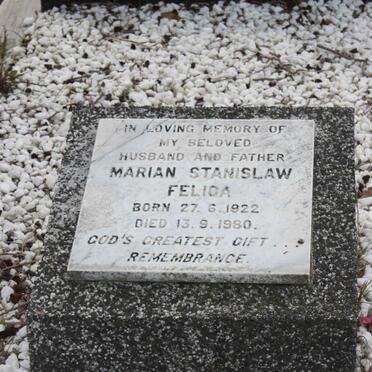 IN LOVING MEMORY OF
MY BELOVED
HUSBAND AND FATHER
MARIAN STANISLAW
FELIGA
BORN 27. 6. 1922
DIED 13. 9. 1980.
GOD'S GREATEST GIFT...
REMEMBRANCE.